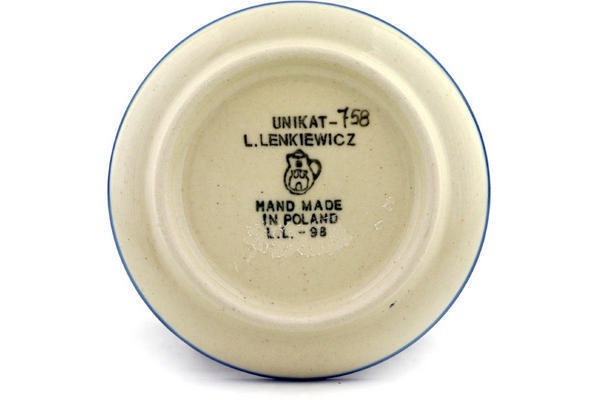 UNIKAT-758
L.LENKIEWICZ
HAND MADE
IN POLAND
L.L.-98